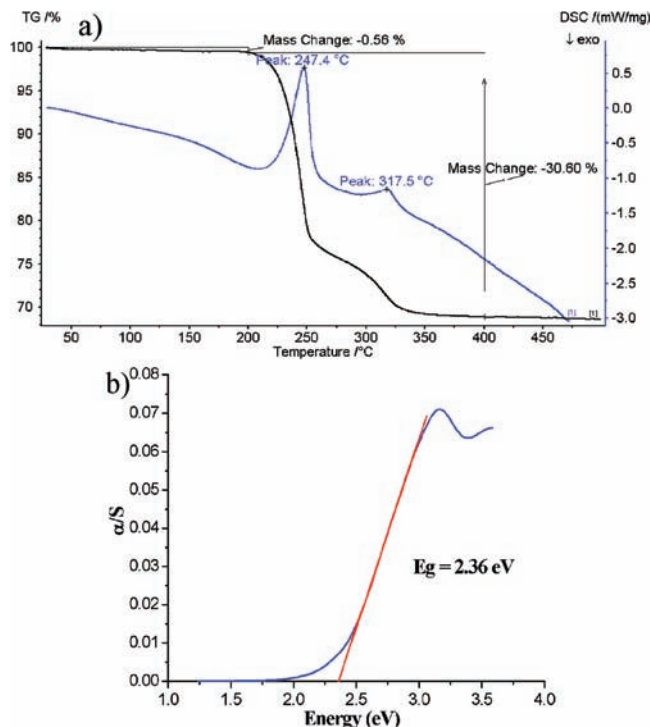 TG /%
a)
DSC /(mW/mg)
↓ exo
Mass Change: -0.56 %
Peak: 247.4 °C
Peak: 317.5 °C
Mass Change: -30.60 %
100
95
90
85
80
75
70
0.5
0.0
-0.5
-1.0
-1.5
-2.0
-2.5
-3.0
[1]
[1]
50 100 150 200 250 300 350 400 450
Temperature /°C
b)
0.08
0.07
0.06
0.05
0.04
0.03
0.02
0.01
0.00
α/S
Eg = 2.36 eV
1.0 1.5 2.0 2.5 3.0 3.5 4.0
Energy (eV)